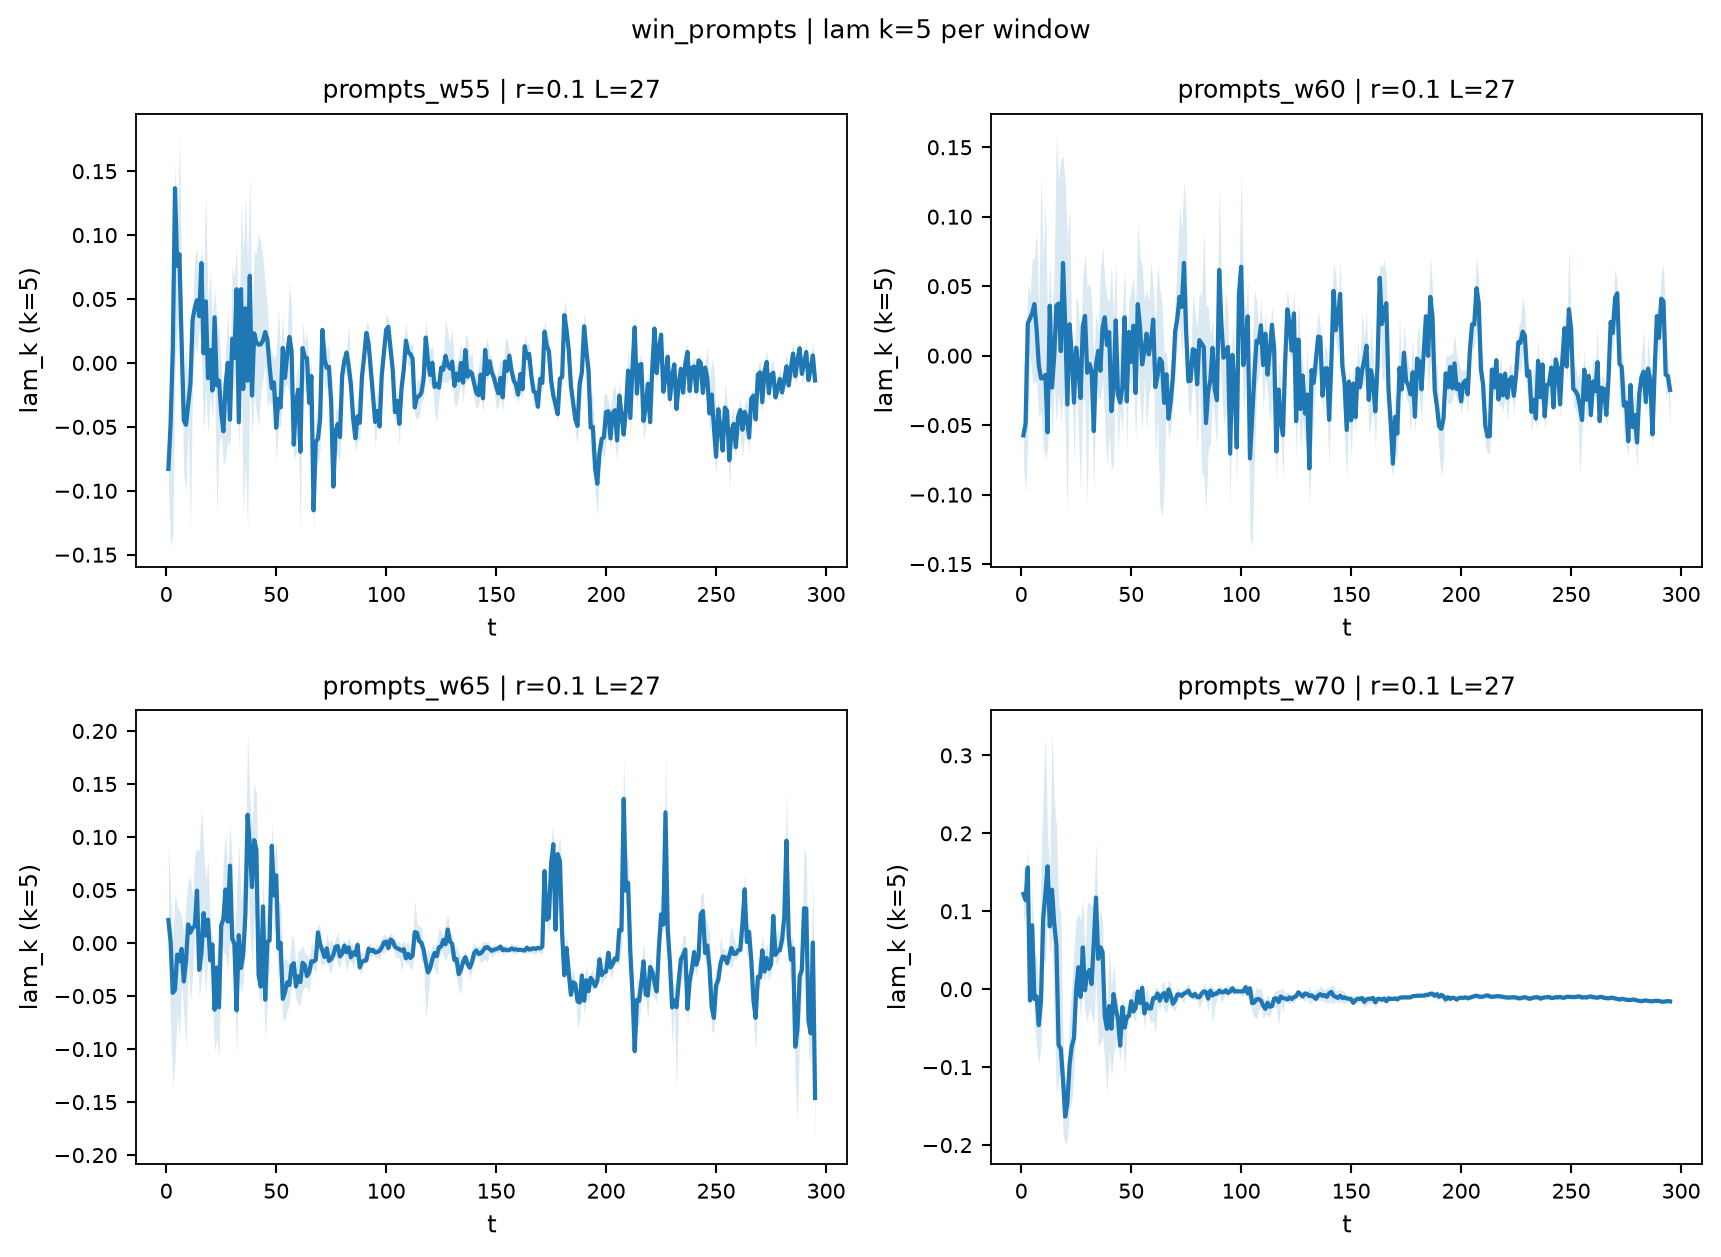 win_prompts | lam k=5 per window
prompts_w55 | r=0.1 L=27
lam_k (k=5)
0.15
0.10
0.05
0.00
−0.05
−0.10
−0.15
0 50 100 150 200 250 300
t
prompts_w60 | r=0.1 L=27
lam_k (k=5)
0.15
0.10
0.05
0.00
−0.05
−0.10
−0.15
0 50 100 150 200 250 300
t
prompts_w65 | r=0.1 L=27
lam_k (k=5)
0.20
0.15
0.10
0.05
0.00
−0.05
−0.10
−0.15
−0.20
0 50 100 150 200 250 300
t
prompts_w70 | r=0.1 L=27
lam_k (k=5)
0.3
0.2
0.1
0.0
−0.1
−0.2
0 50 100 150 200 250 300
t